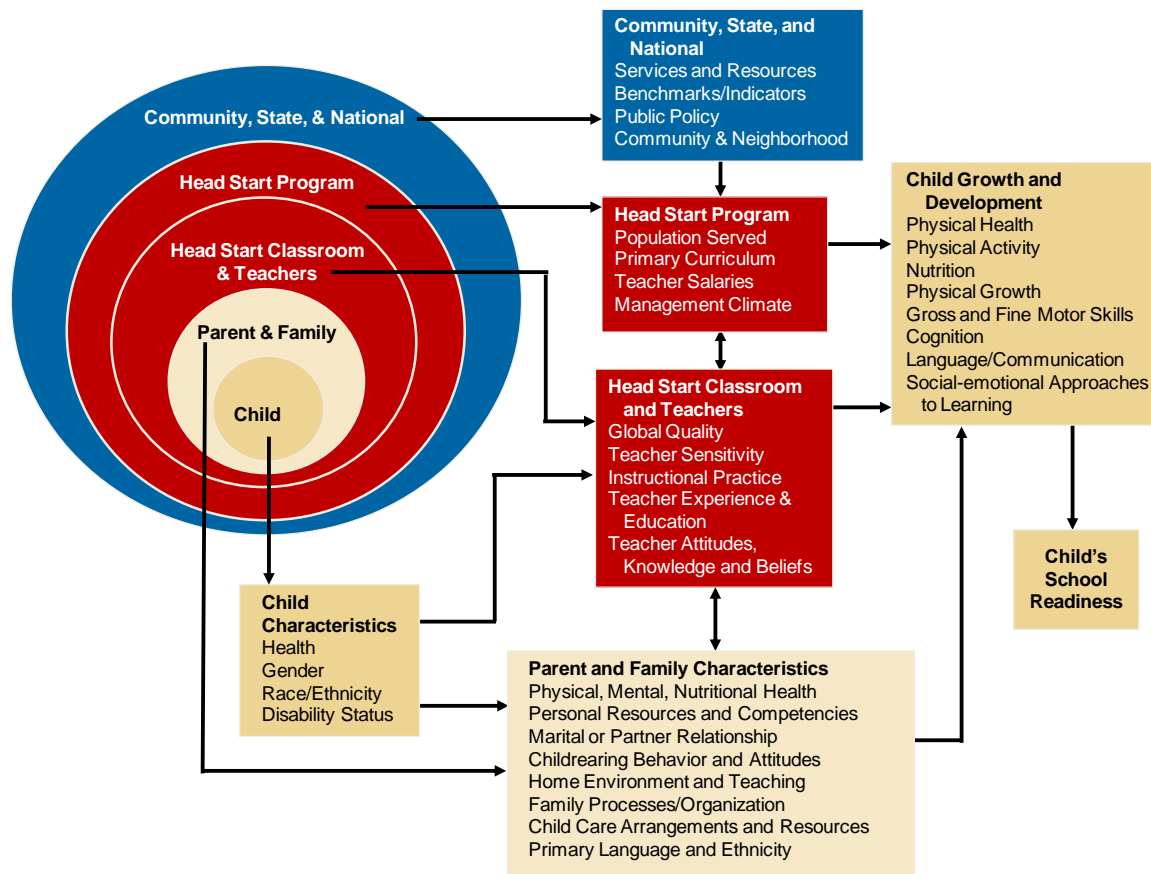 Community, State, & National
Head Start Program
Head Start Classroom
& Teachers
Parent & Family
Child
Community, State, and
National
Services and Resources
Benchmarks/Indicators
Public Policy
Community & Neighborhood
Head Start Program
Population Served
Primary Curriculum
Teacher Salaries
Management Climate
Head Start Classroom
and Teachers
Global Quality
Teacher Sensitivity
Instructional Practice
Teacher Experience &
Education
Teacher Attitudes,
Knowledge and Beliefs
Child Growth and
Development
Physical Health
Physical Activity
Nutrition
Physical Growth
Gross and Fine Motor Skills
Cognition
Language/Communication
Social-emotional Approaches
to Learning
Child's
School
Readiness
Child
Characteristics
Health
Gender
Race/Ethnicity
Disability Status
Parent and Family Characteristics
Physical, Mental, Nutritional Health
Personal Resources and Competencies
Marital or Partner Relationship
Childrearing Behavior and Attitudes
Home Environment and Teaching
Family Processes/Organization
Child Care Arrangements and Resources
Primary Language and Ethnicity